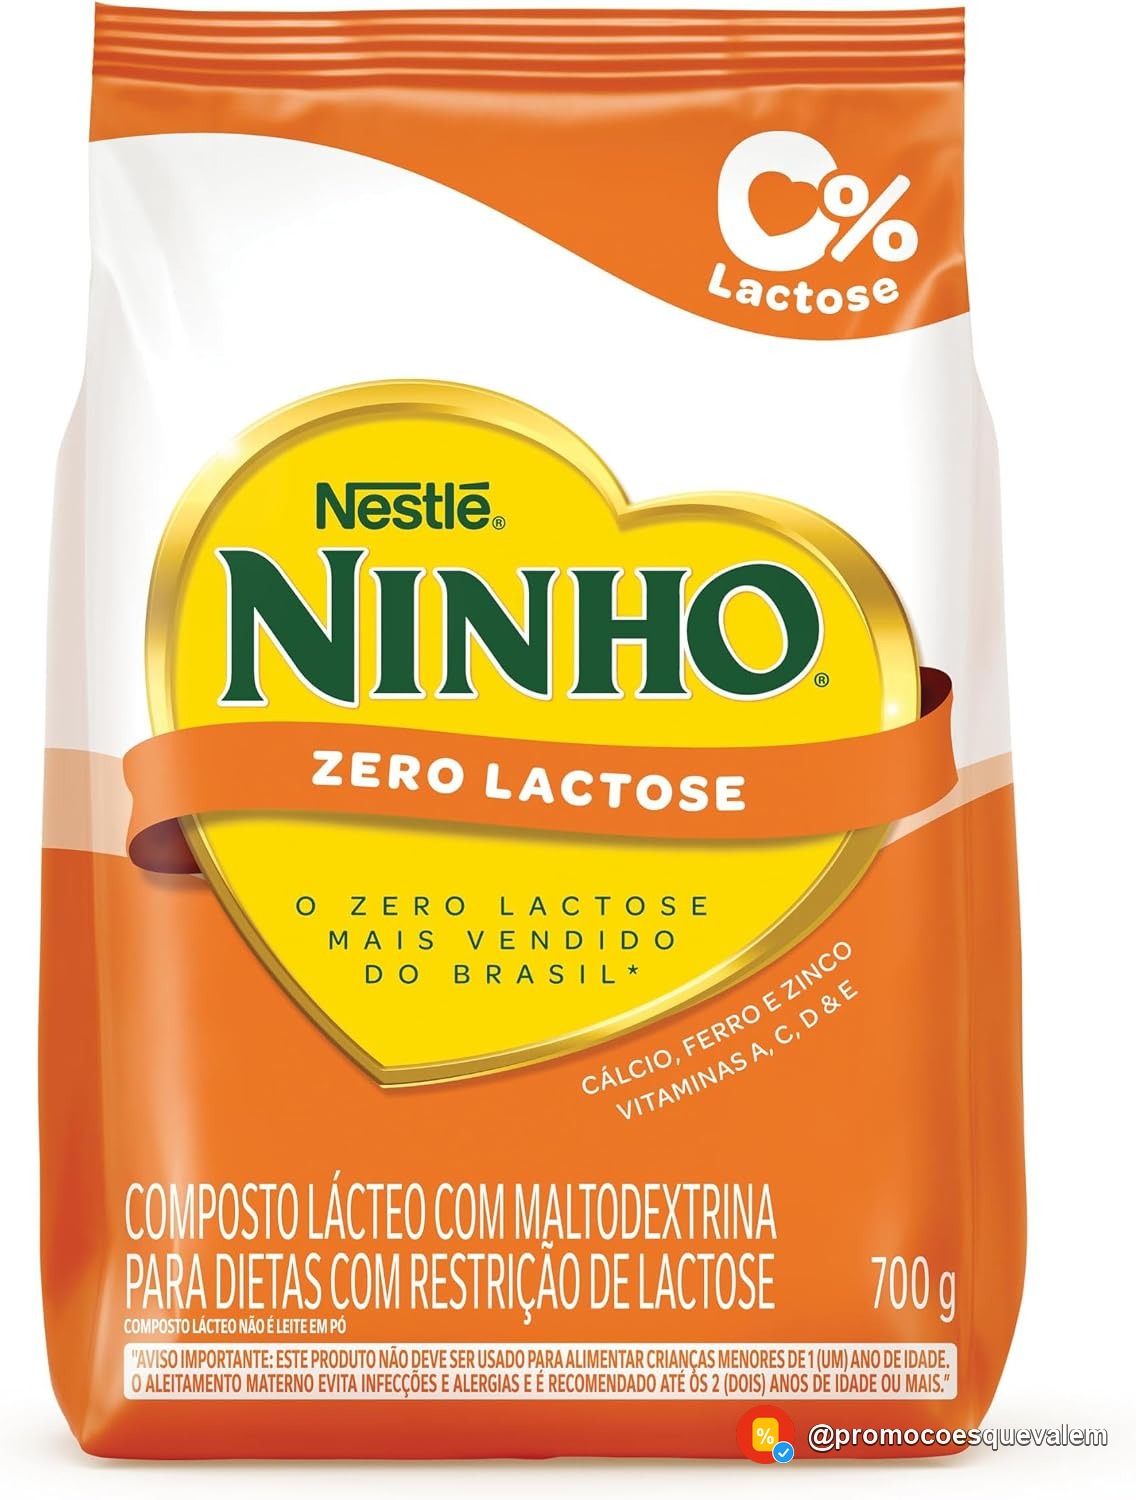 0%
Lactose
Nestlé®
NINHO®
ZERO LACTOSE
O ZERO LACTOSE
MAIS VENDIDO
DO BRASIL*
CÁLCIO, FERRO E ZINCO
VITAMINAS A, C, D & E
COMPOSTO LÁCTEO COM MALTODEXTRINA
PARA DIETAS COM RESTRIÇÃO DE LACTOSE
700 g
COMPOSTO LÁCTEO NÃO É LEITE EM PÓ
"AVISO IMPORTANTE: ESTE PRODUTO NÃO DEVE SER USADO PARA ALIMENTAR CRIANÇAS MENORES DE 1 (UM) ANO DE IDADE.
O ALEITAMENTO MATERNO EVITA INFECÇÕES E ALERGIAS E É RECOMENDADO ATÉ OS 2 (DOIS) ANOS DE IDADE OU MAIS."
% @promocoesquevalem